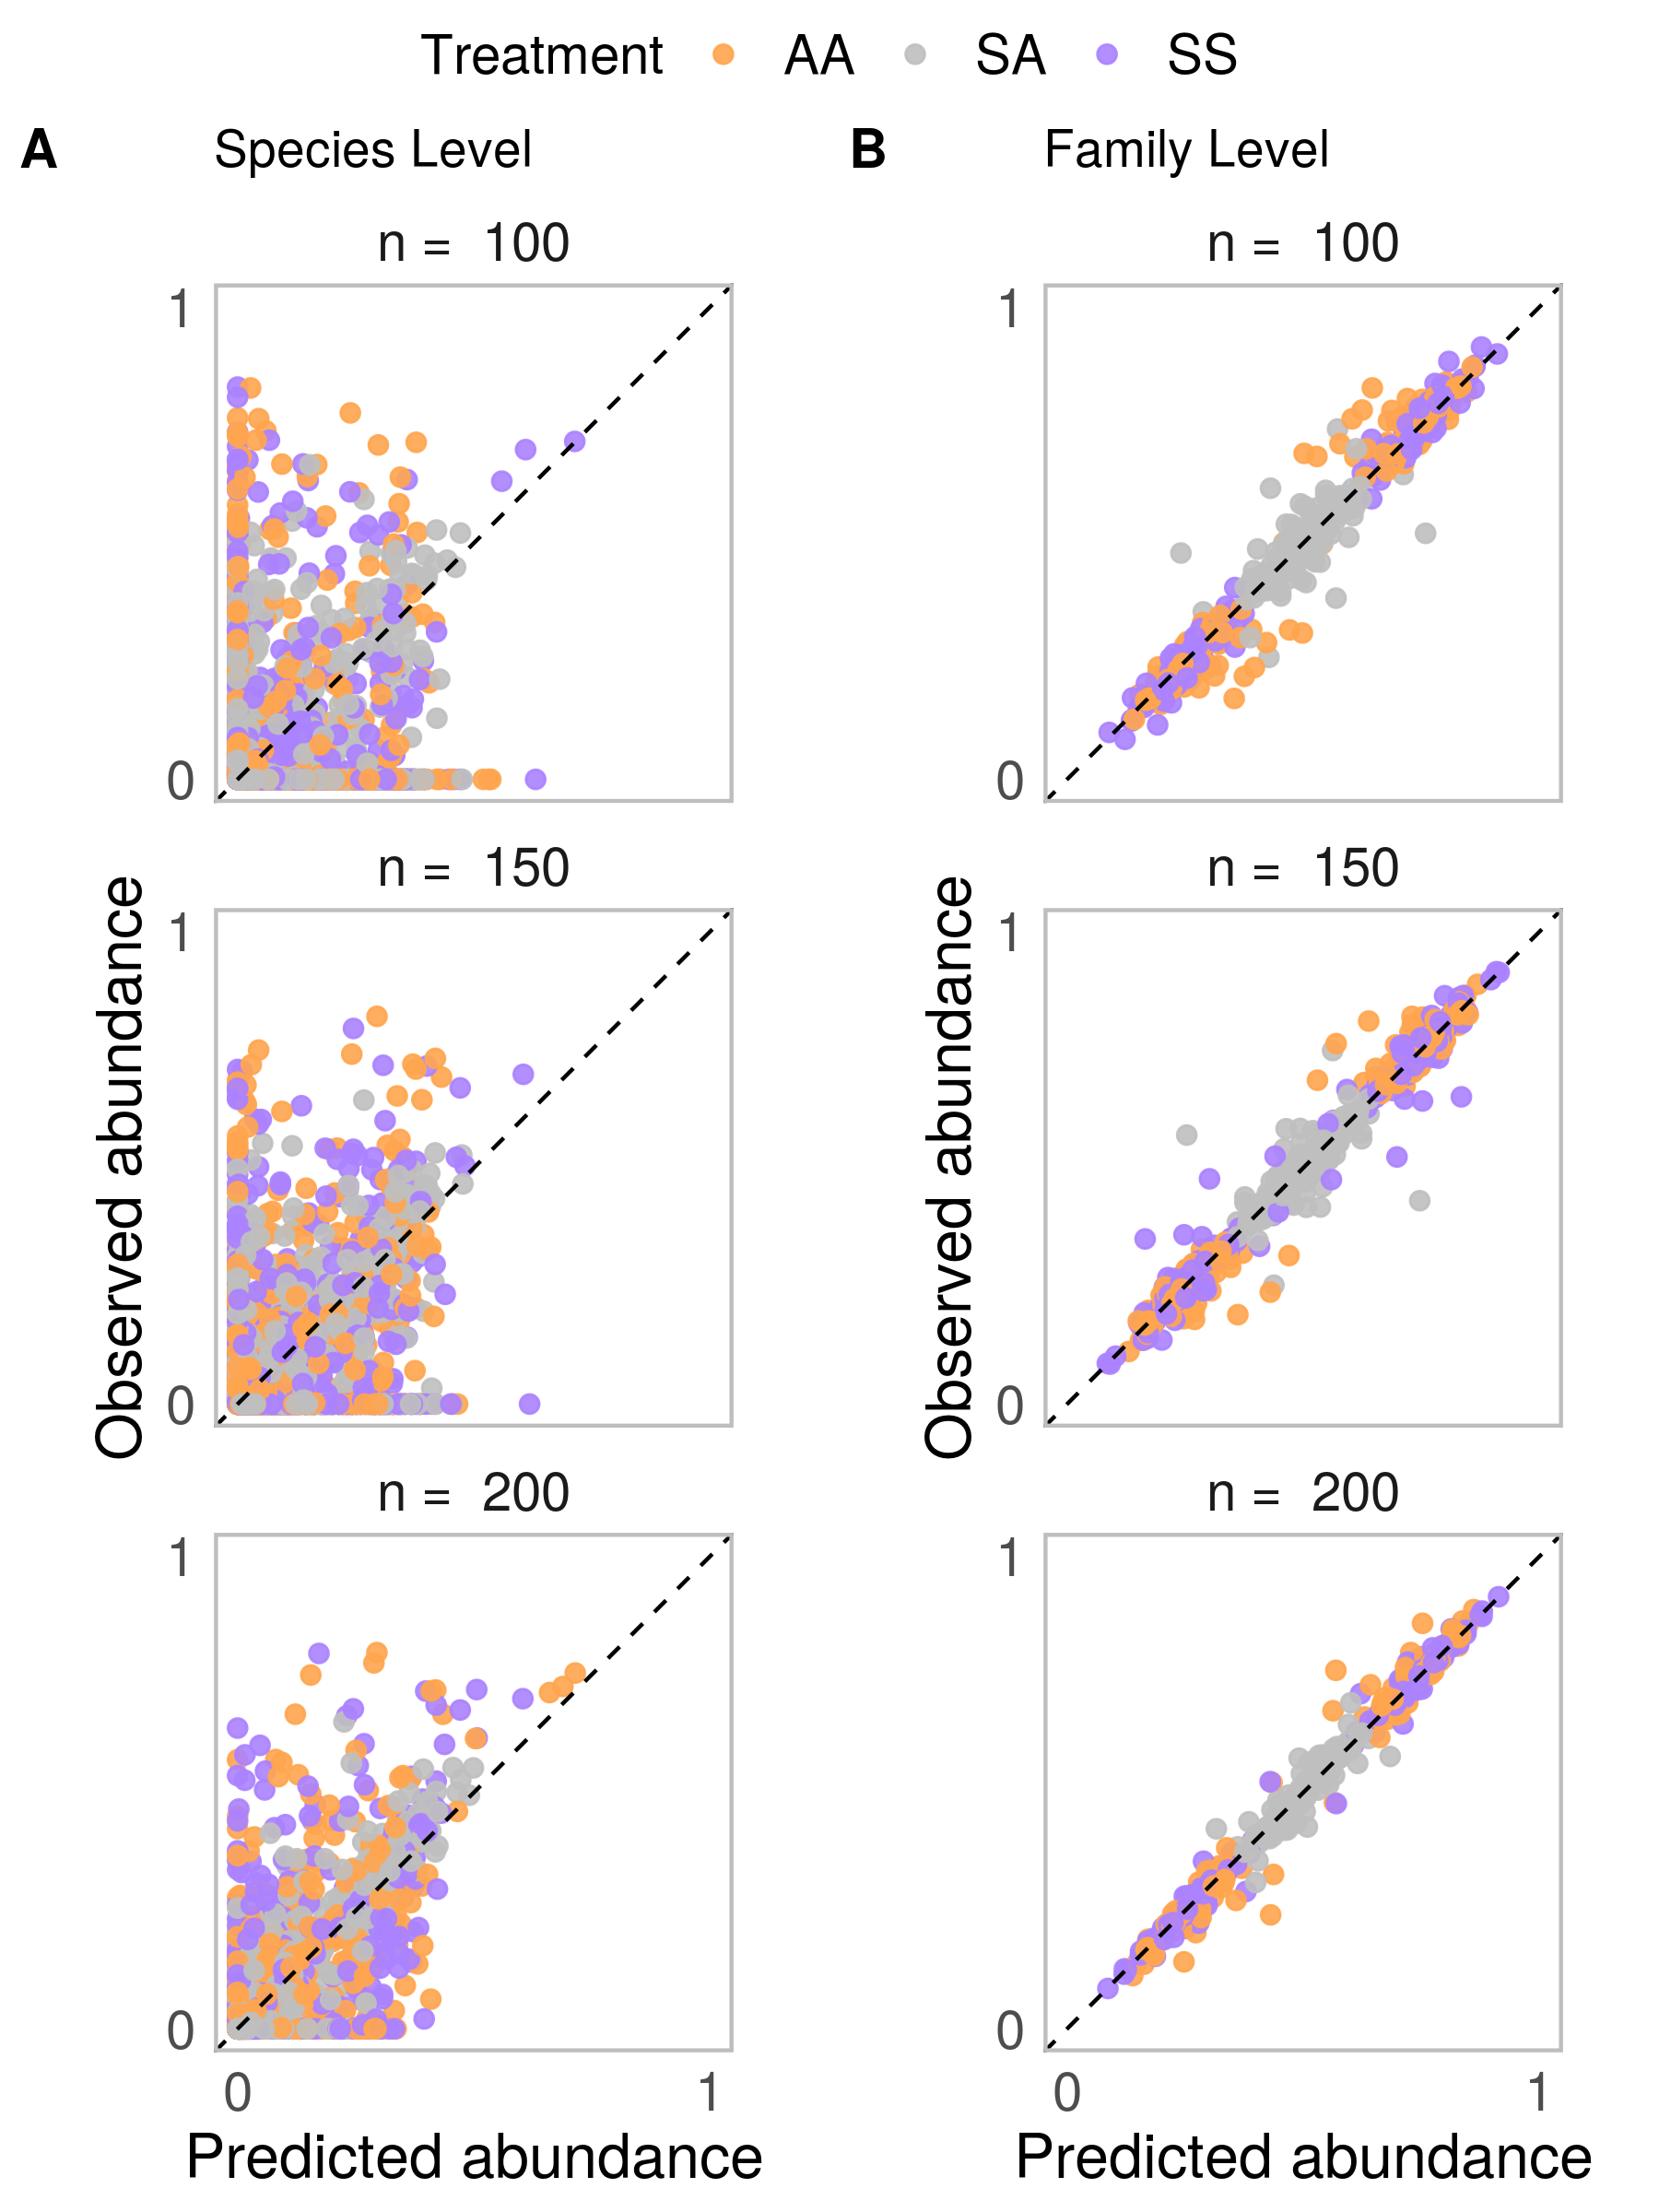 Treatment AA SA SS
A Species Level
B Family Level
n = 100
n = 100
1
0
1
0
n = 150
n = 150
Observed abundance
1
0
Observed abundance
1
0
n = 200
n = 200
1
0
1
0
0 1
0 1
Predicted abundance
Predicted abundance